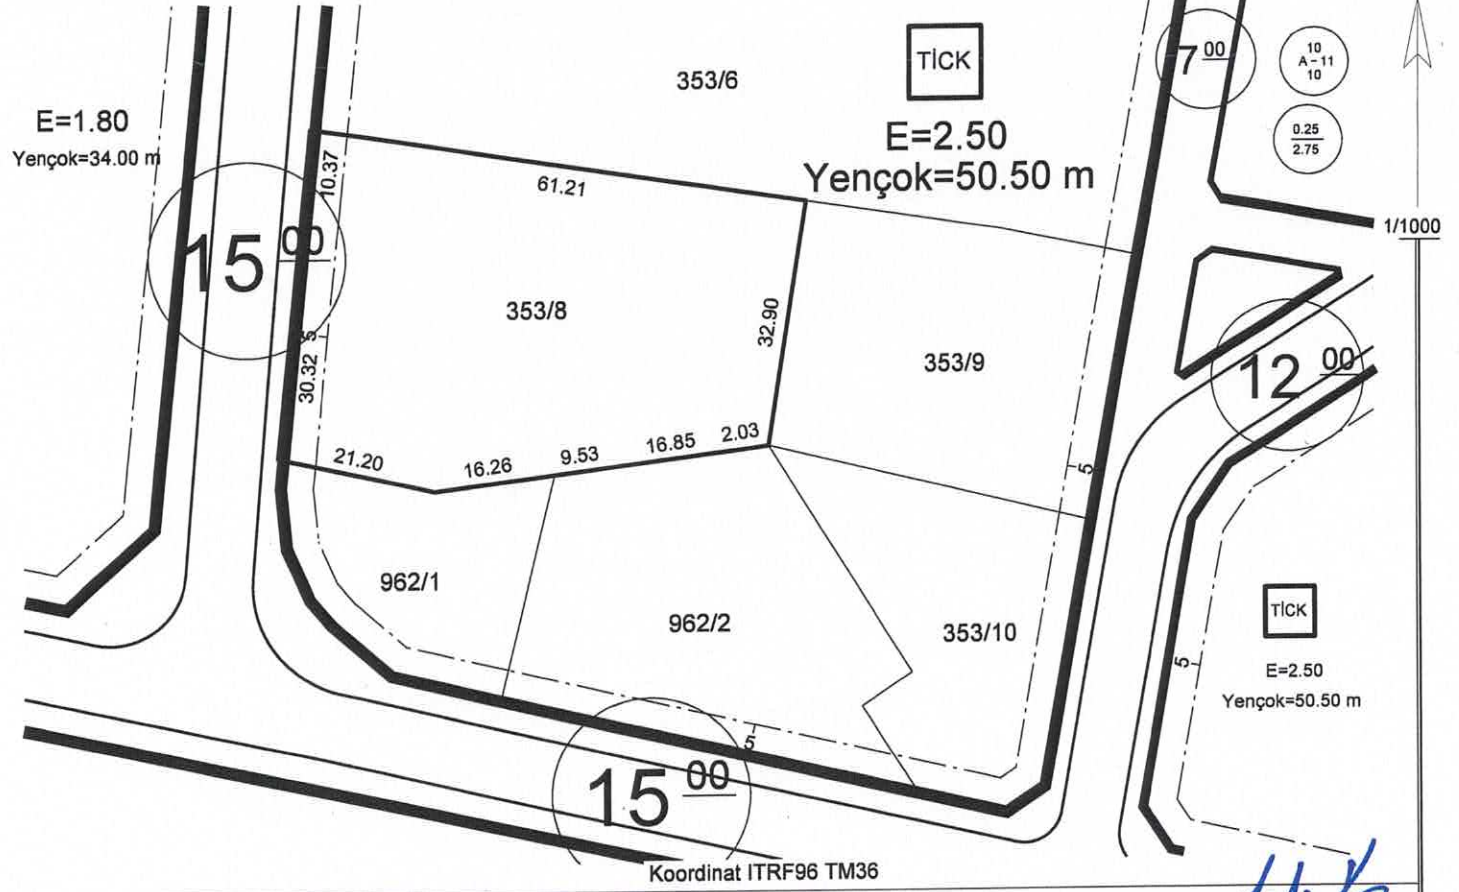 353/6
TİCK
E=2.50
Yençok=50.50 m
7 00
10
A-11
10
0.25
2.75
1/1000
E=1.80
Yençok=34.00 m
15 00
10.37
61.21
30.32
5
353/8
32.90
353/9
12 00
21.20
16.26
9.53
16.85
2.03
5
962/1
962/2
353/10
5
TİCK
E=2.50
Yençok=50.50 m
5
15 00
Koordinat ITRF96 TM36